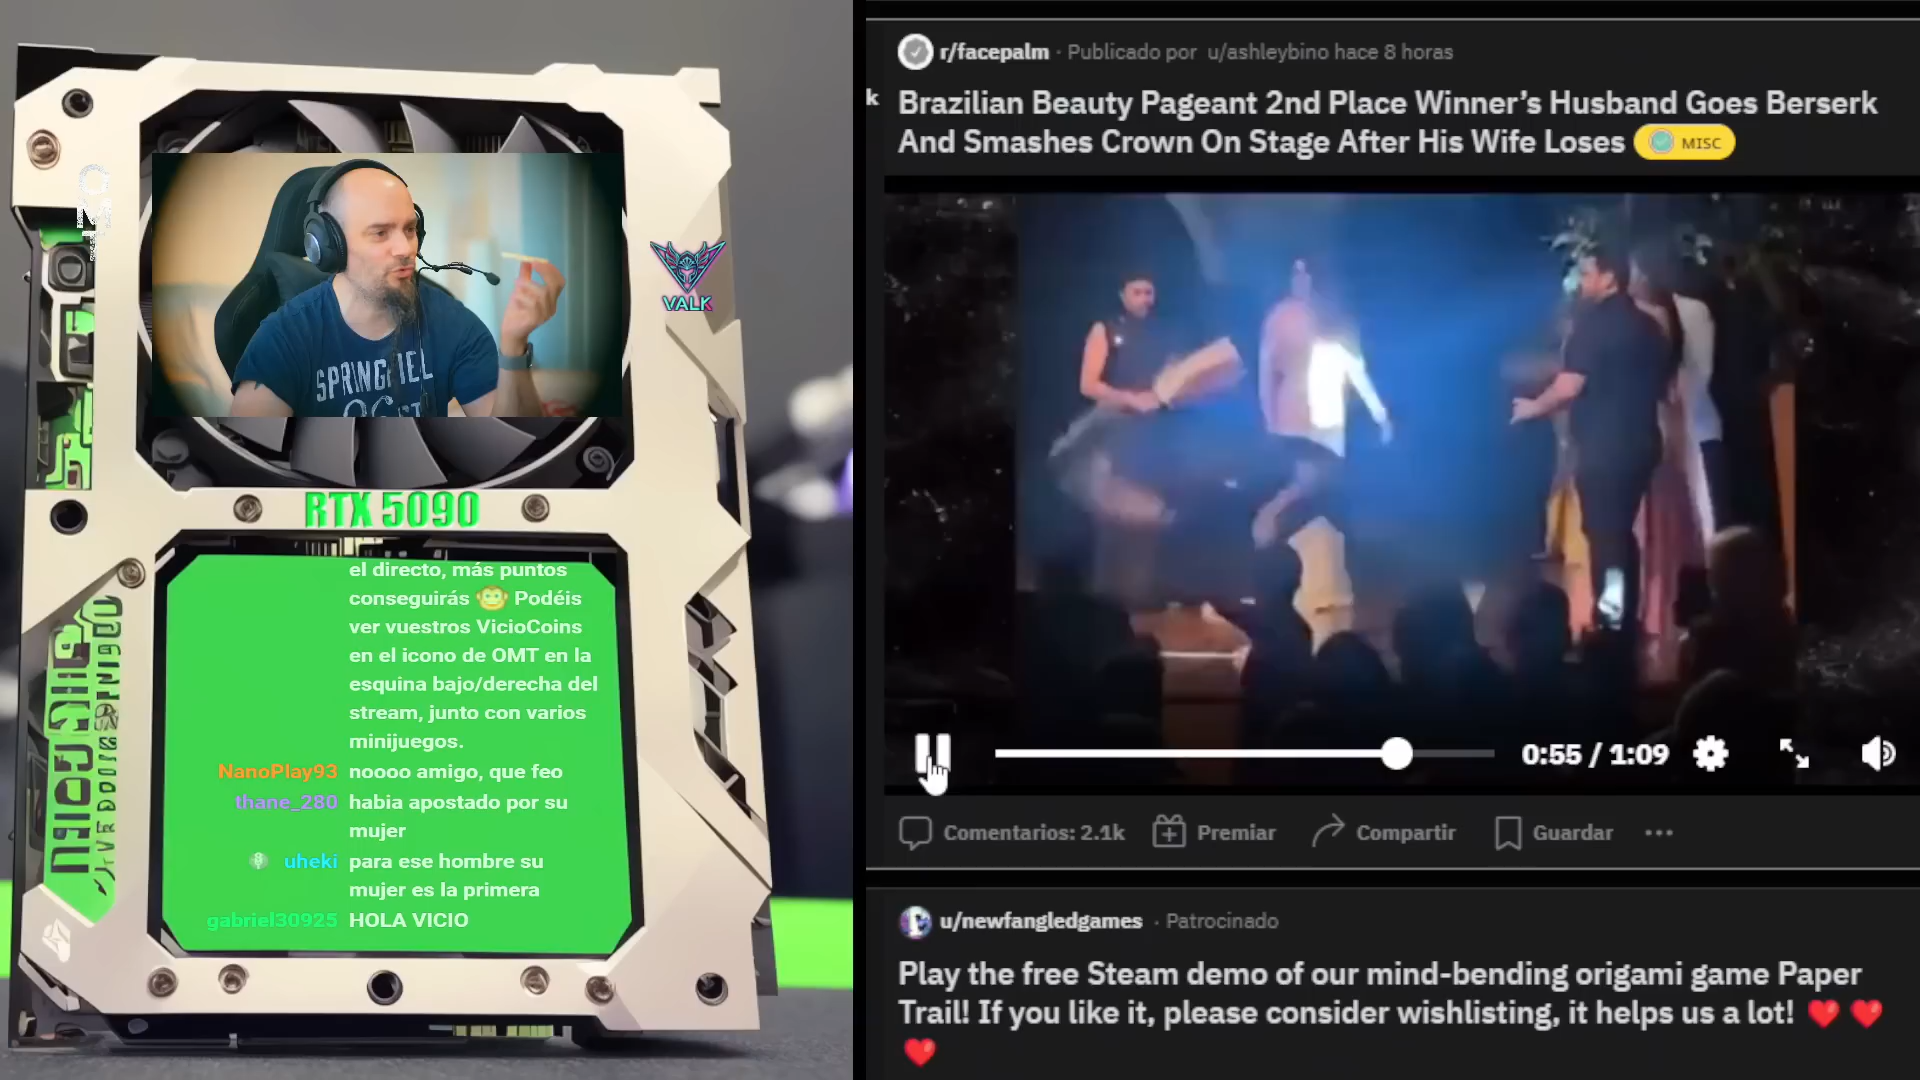 VALK
SPRINGFIEL
RTX 5090
el directo, más puntos
conseguirás 🐵 Podéis
ver vuestros VicioCoins
en el icono de OMT en la
esquina bajo/derecha del
stream, junto con varios
minijuegos.
NanoPlay93 noooo amigo, que feo
thane_280 habia apostado por su
mujer
uheki para ese hombre su
mujer es la primera
gabriel30925 HOLA VICIO
r/facepalm · Publicado por u/ashleybino hace 8 horas
k
Brazilian Beauty Pageant 2nd Place Winner’s Husband Goes Berserk
And Smashes Crown On Stage After His Wife Loses MISC
0:55 / 1:09
Comentarios: 2.1k Premiar Compartir Guardar ...
u/newfangledgames · Patrocinado
Play the free Steam demo of our mind-bending origami game Paper
Trail! If you like it, please consider wishlisting, it helps us a lot! ❤️ ❤️
❤️